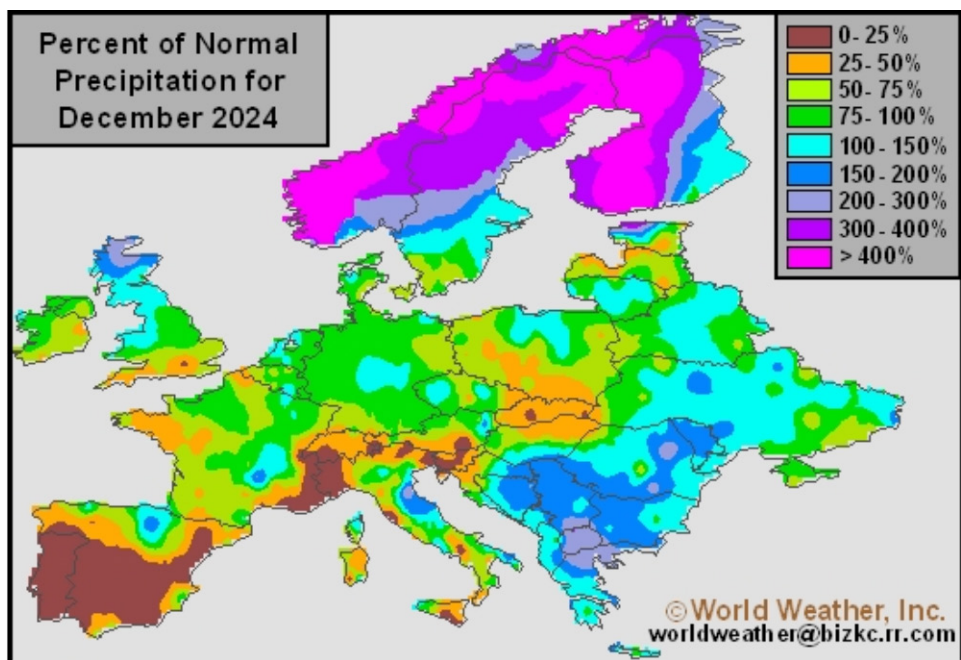 Percent of Normal
Precipitation for
December 2024
0- 25%
25- 50%
50 - 75%
75- 100%
100 - 150%
150 - 200%
200 - 300%
300 - 400%
> 400%
©World Weather, Inc.
worldweather@bizkc.rr.com